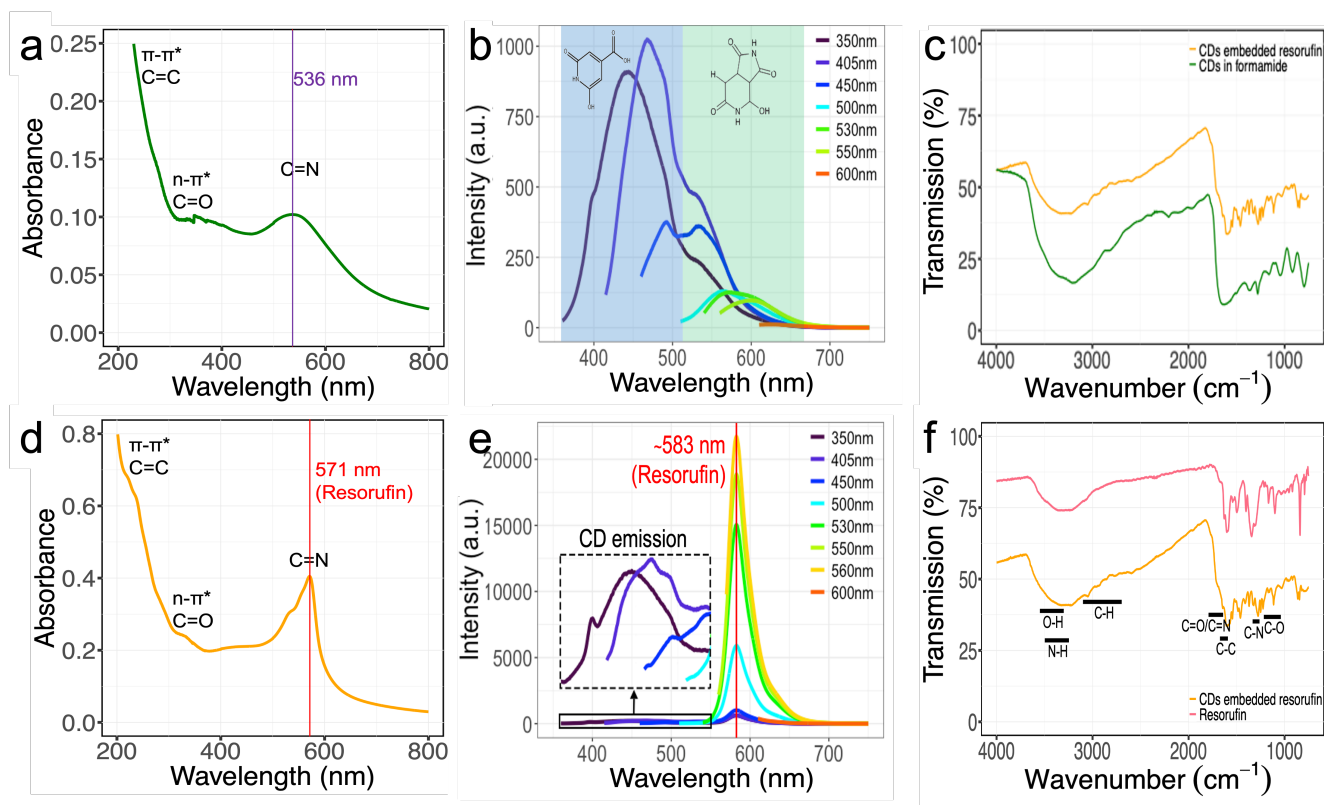 a
0.25
0.20
0.15
0.10
0.05
0.00
Absorbance
π-π*
C=C
n-π*
C=O
536 nm
C=N
200
400
600
800
Wavelength (nm)
b
1000
750
500
250
0
Intensity (a.u.)
O
O
OH
HN
OH
O
H
N
O
H
O
N
H
OH
350nm
405nm
450nm
500nm
530nm
550nm
600nm
400
500
600
700
Wavelength (nm)
c
100
75
50
25
0
Transmission (%)
CDs embedded resorufin
CDs in formamide
4000
3000
2000
1000
Wavenumber (cm⁻¹)
d
0.8
0.6
0.4
0.2
0.0
Absorbance
π-π*
C=C
n-π*
C=O
571 nm
(Resorufin)
C=N
200
400
600
800
Wavelength (nm)
e
20000
15000
10000
5000
0
Intensity (a.u.)
~583 nm
(Resorufin)
CD emission
350nm
405nm
450nm
500nm
530nm
550nm
560nm
600nm
400
500
600
700
Wavelength (nm)
f
100
75
50
25
0
Transmission (%)
O-H
N-H
C-H
C=O/C=N
C-C
C-N
C-O
CDs embedded resorufin
Resorufin
4000
3000
2000
1000
Wavenumber (cm⁻¹)